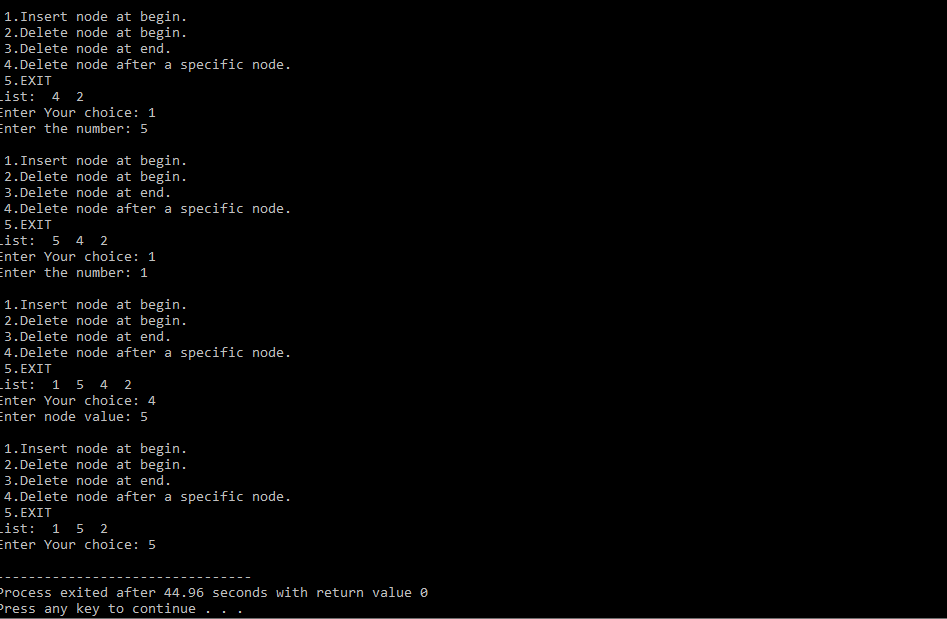 1.Insert node at begin.
2.Delete node at begin.
3.Delete node at end.
4.Delete node after a specific node.
5.EXIT
List: 4 2
Enter Your choice: 1
Enter the number: 5
1.Insert node at begin.
2.Delete node at begin.
3.Delete node at end.
4.Delete node after a specific node.
5.EXIT
List: 5 4 2
Enter Your choice: 1
Enter the number: 1
1.Insert node at begin.
2.Delete node at begin.
3.Delete node at end.
4.Delete node after a specific node.
5.EXIT
List: 1 5 4 2
Enter Your choice: 4
Enter node value: 5
1.Insert node at begin.
2.Delete node at begin.
3.Delete node at end.
4.Delete node after a specific node.
5.EXIT
List: 1 5 2
Enter Your choice: 5
--------------------------------
Process exited after 44.96 seconds with return value 0
Press any key to continue . . .